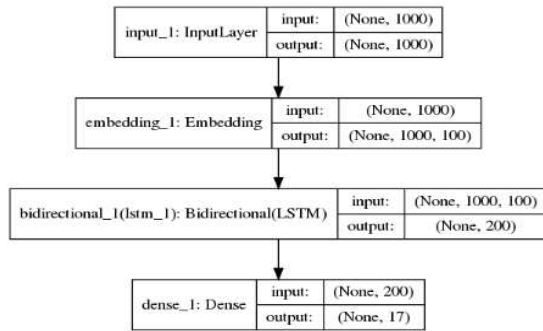 input_1: InputLayer
input: (None, 1000)
output: (None, 1000)
embedding_1: Embedding
input: (None, 1000)
output: (None, 1000, 100)
bidirectional_1(lstm_1): Bidirectional(LSTM)
input: (None, 1000, 100)
output: (None, 200)
dense_1: Dense
input: (None, 200)
output: (None, 17)